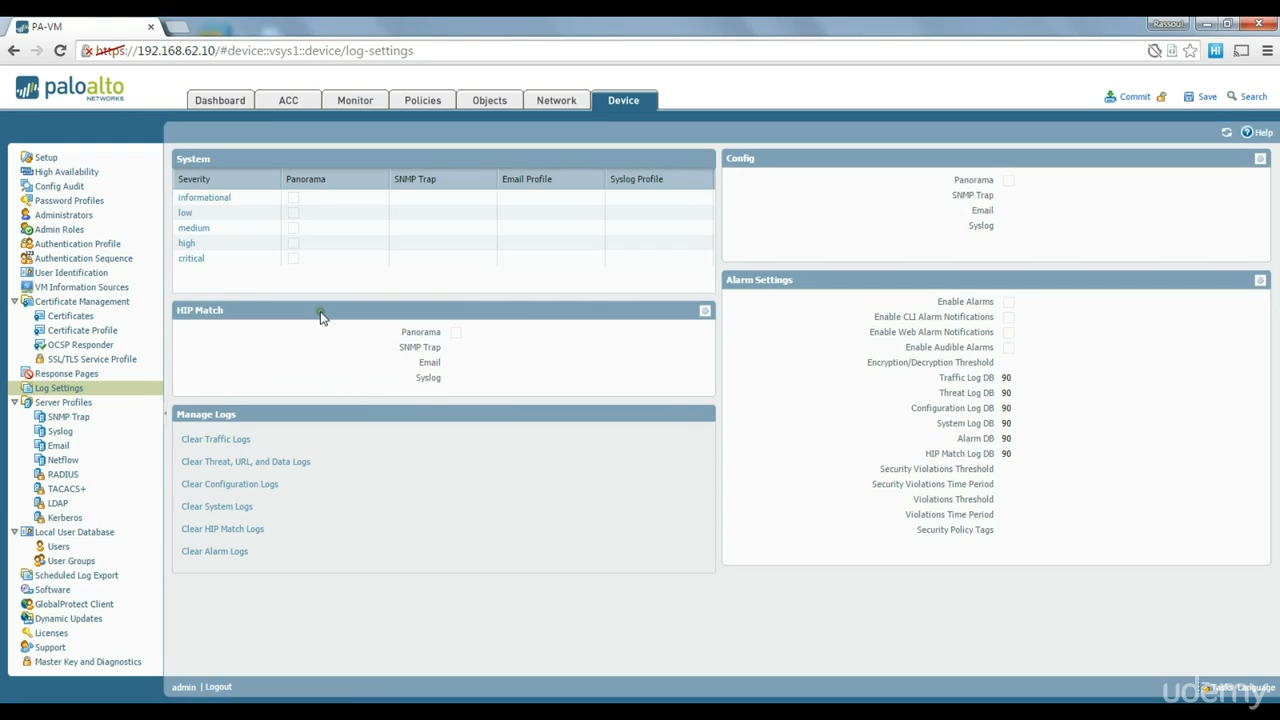 PA-VM
Rassoul
https://192.168.62.10/#device::vsys1::device/log-settings
Hi
paloalto
NETWORKS
Dashboard
ACC
Monitor
Policies
Objects
Network
Device
Commit
Save
Search
Help
Setup
High Availability
Config Audit
Password Profiles
Administrators
Admin Roles
Authentication Profile
Authentication Sequence
User Identification
VM Information Sources
Certificate Management
Certificates
Certificate Profile
OCSP Responder
SSL/TLS Service Profile
Response Pages
Log Settings
Server Profiles
SNMP Trap
Syslog
Email
Netflow
RADIUS
TACACS+
LDAP
Kerberos
Local User Database
Users
User Groups
Scheduled Log Export
Software
GlobalProtect Client
Dynamic Updates
Licenses
Support
Master Key and Diagnostics
System
Severity Panorama SNMP Trap Email Profile Syslog Profile
informational
low
medium
high
critical
HIP Match
Panorama
SNMP Trap
Email
Syslog
Manage Logs
Clear Traffic Logs
Clear Threat, URL, and Data Logs
Clear Configuration Logs
Clear System Logs
Clear HIP Match Logs
Clear Alarm Logs
Config
Panorama
SNMP Trap
Email
Syslog
Alarm Settings
Enable Alarms
Enable CLI Alarm Notifications
Enable Web Alarm Notifications
Enable Audible Alarms
Encryption/Decryption Threshold
Traffic Log DB 90
Threat Log DB 90
Configuration Log DB 90
System Log DB 90
Alarm DB 90
HIP Match Log DB 90
Security Violations Threshold
Security Violations Time Period
Violations Threshold
Violations Time Period
Security Policy Tags
admin | Logout
Tasks Language
udemy